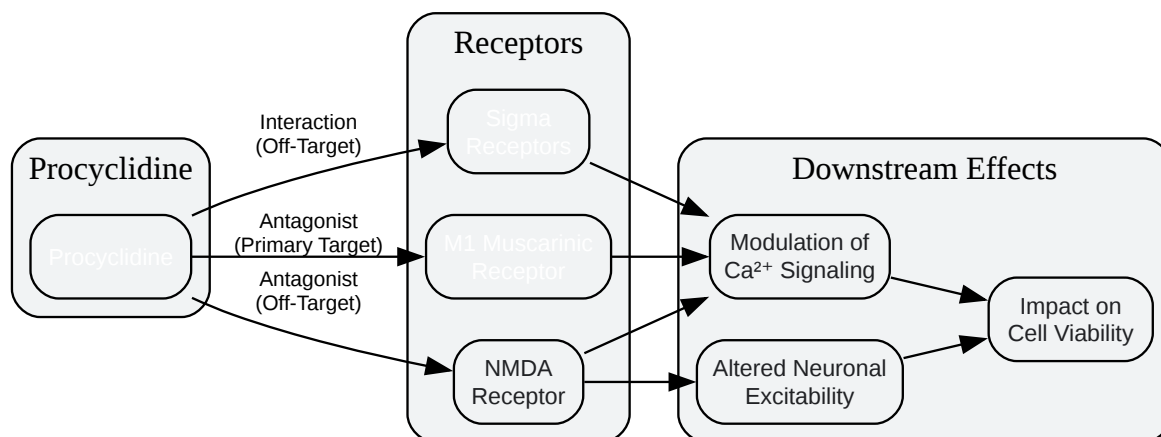 Receptors
Interaction
(Off-Target)
Sigma
Receptors
Procyclidine
Procyclidine
Antagonist
(Primary Target)
M1 Muscarinic
Receptor
Antagonist
(Off-Target)
NMDA
Receptor
Downstream Effects
Modulation of
Ca²⁺ Signaling
Altered Neuronal
Excitability
Impact on
Cell Viability